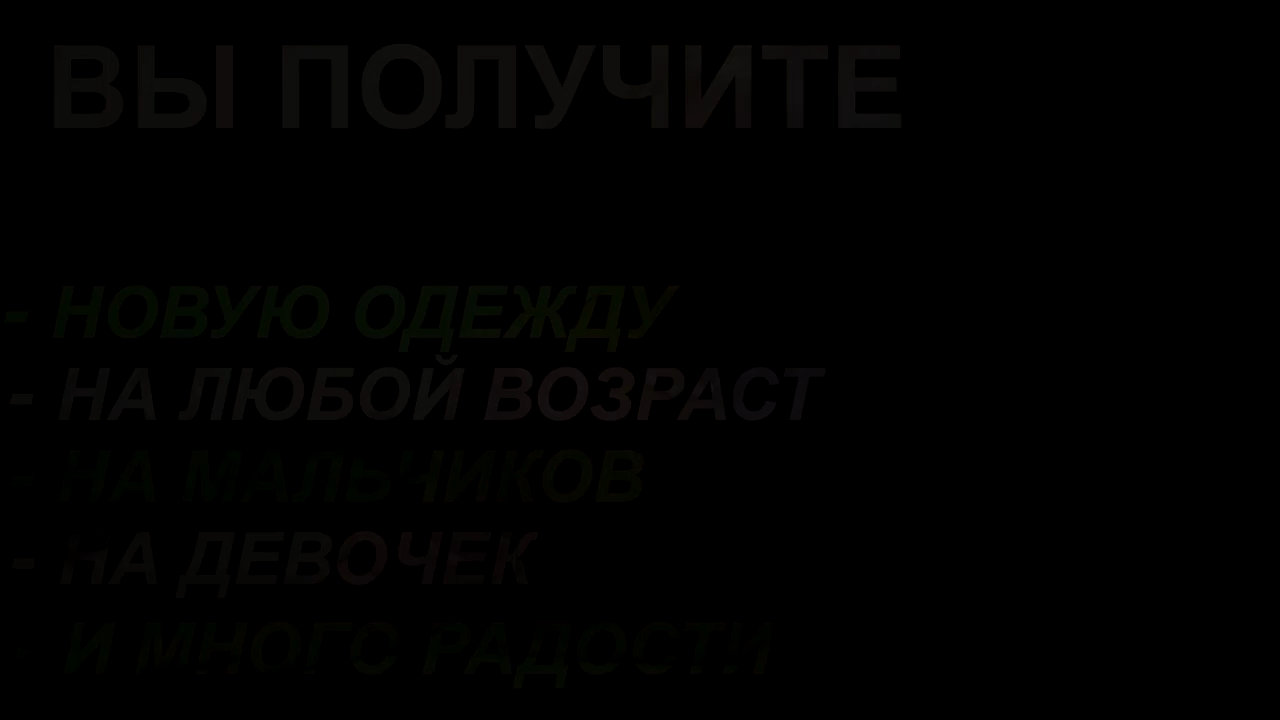 ВЫ ПОЛУЧИТЕ
- НОВУЮ ОДЕЖДУ
- НА ЛЮБОЙ ВОЗРАСТ
- НА МАЛЬЧИКОВ
- НА ДЕВОЧЕК
- И МНОГО РАДОСТИ